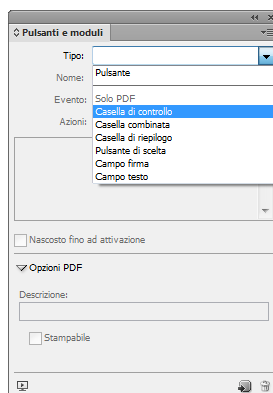 Pulsanti e moduli
Tipo:
Pulsante
Nome:
Solo PDF
Evento:
Casella di controllo
Casella combinata
Azioni:
Casella di riepilogo
Pulsante di scelta
Campo firma
Campo testo
Nascosto fino ad attivazione
Opzioni PDF
Descrizione:
Stampabile